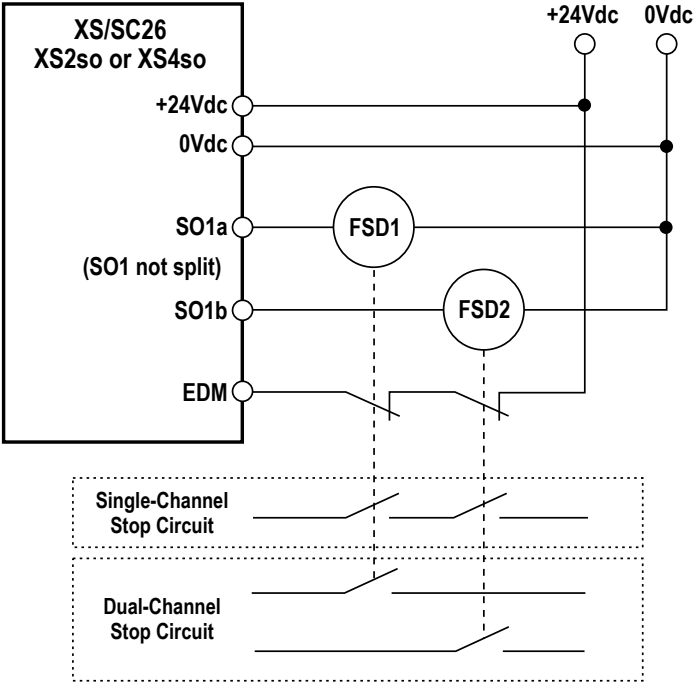 XS/SC26
XS2so or XS4so
+24Vdc
0Vdc
+24Vdc
0Vdc
SO1a
FSD1
(SO1 not split)
SO1b
FSD2
EDM
Single-Channel
Stop Circuit
Dual-Channel
Stop Circuit